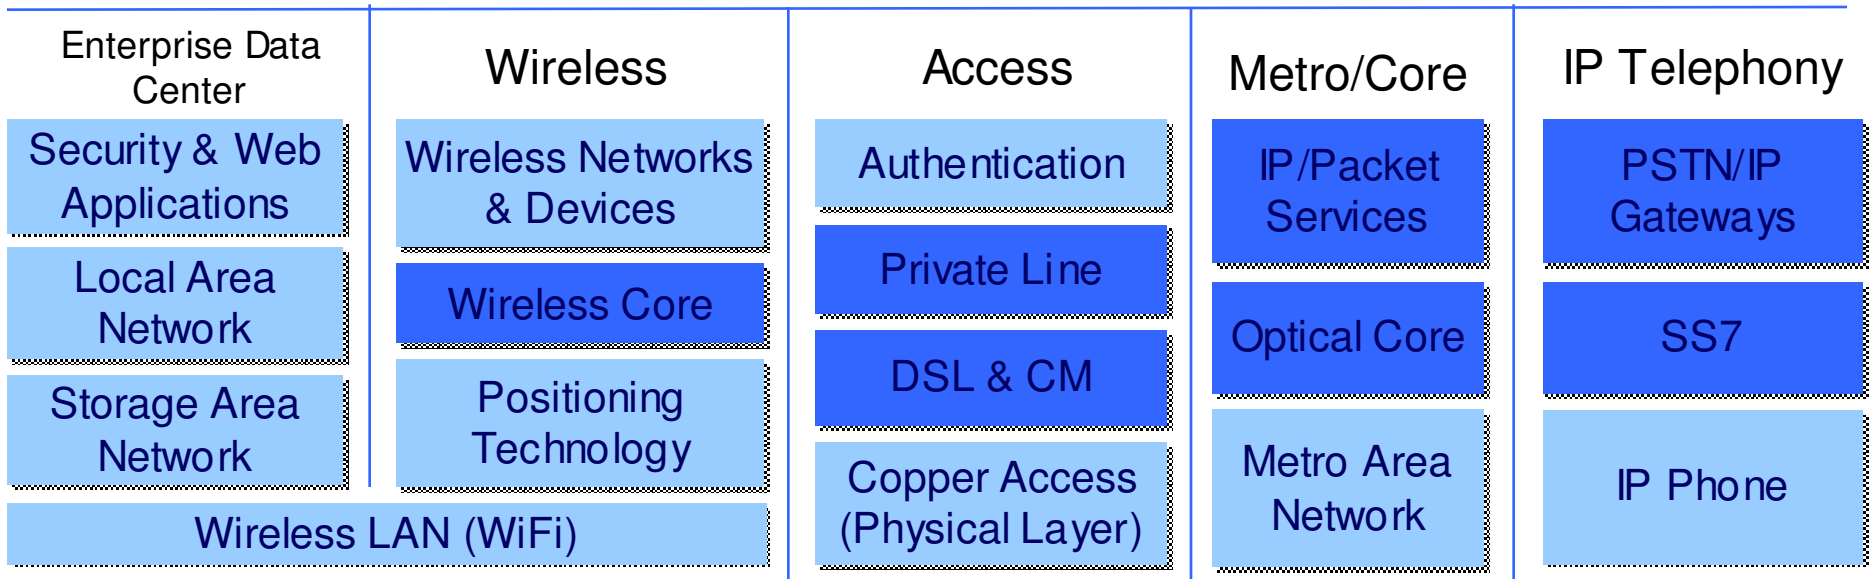 Enterprise Data
Center
Security & Web
Applications
Local Area
Network
Storage Area
Network
Wireless
Wireless Networks
& Devices
Wireless Core
Positioning
Technology
Wireless LAN (WiFi)
Access
Authentication
Private Line
DSL & CM
Copper Access
(Physical Layer)
Metro/Core
IP/Packet
Services
Optical Core
Metro Area
Network
IP Telephony
PSTN/IP
Gateways
SS7
IP Phone